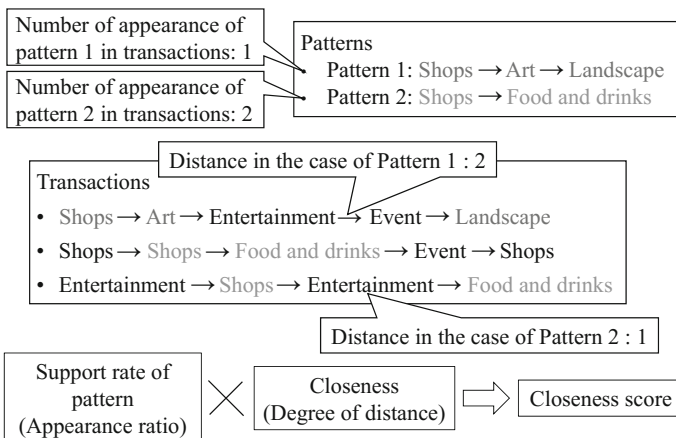 Number of appearance of
pattern 1 in transactions: 1
Number of appearance of
pattern 2 in transactions: 2
Patterns
• Pattern 1: Shops → Art → Landscape
• Pattern 2: Shops → Food and drinks
Distance in the case of Pattern 1 : 2
Transactions
• Shops → Art → Entertainment → Event → Landscape
• Shops → Shops → Food and drinks → Event → Shops
• Entertainment → Shops → Entertainment → Food and drinks
Distance in the case of Pattern 2 : 1
Support rate of
pattern
(Appearance ratio)
Closeness
(Degree of distance)
Closeness score